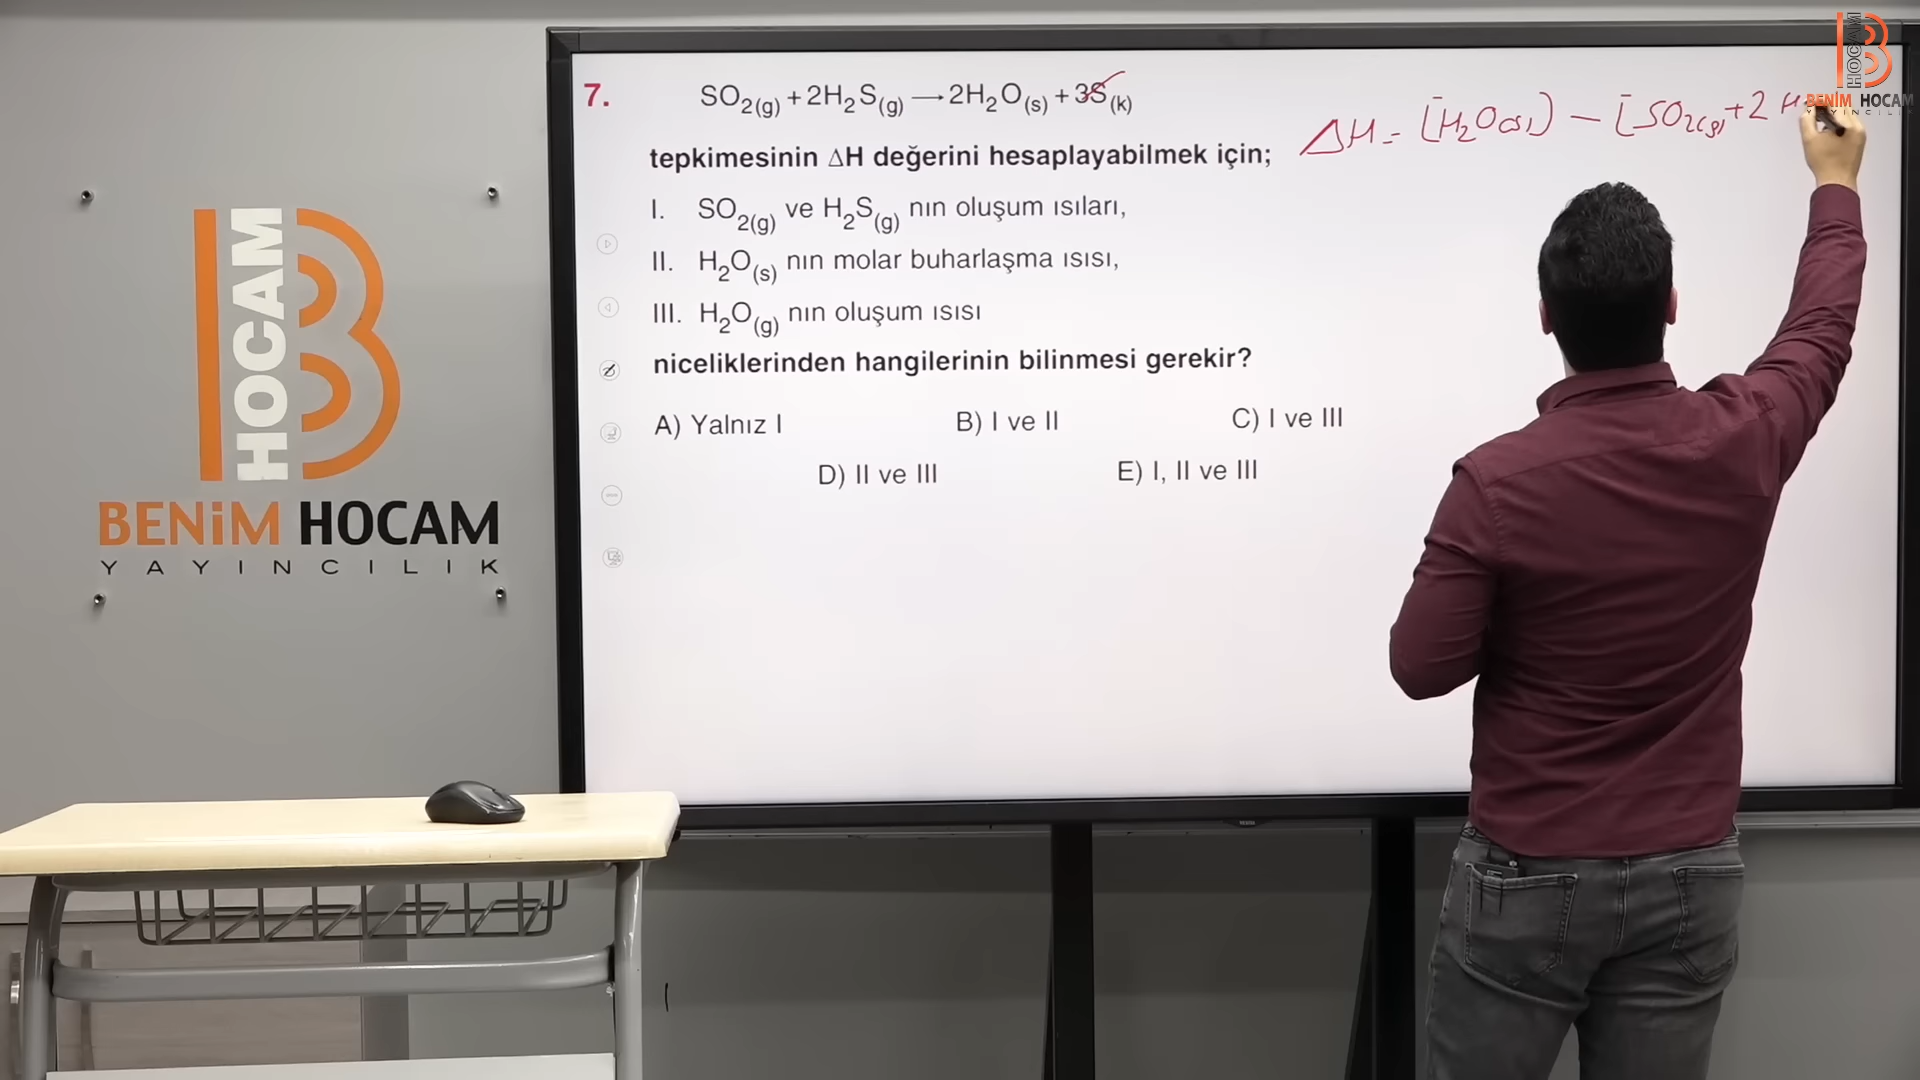 7. SO2(g) + 2H2S(g) → 2H2O(s) + 3S(k)
ΔH = [H2O(s)] − [SO2(g) + 2 H
tepkimesinin ΔH değerini hesaplayabilmek için;
I. SO2(g) ve H2S(g) nın oluşum ısıları,
II. H2O(s) nın molar buharlaşma ısısı,
III. H2O(g) nın oluşum ısısı
niceliklerinden hangilerinin bilinmesi gerekir?
A) Yalnız I B) I ve II C) I ve III
D) II ve III E) I, II ve III
B HOCAM
BENİM HOCAM
YAYINCILIK
B HOCAM
BENİM HOCAM
YAYINCILIK